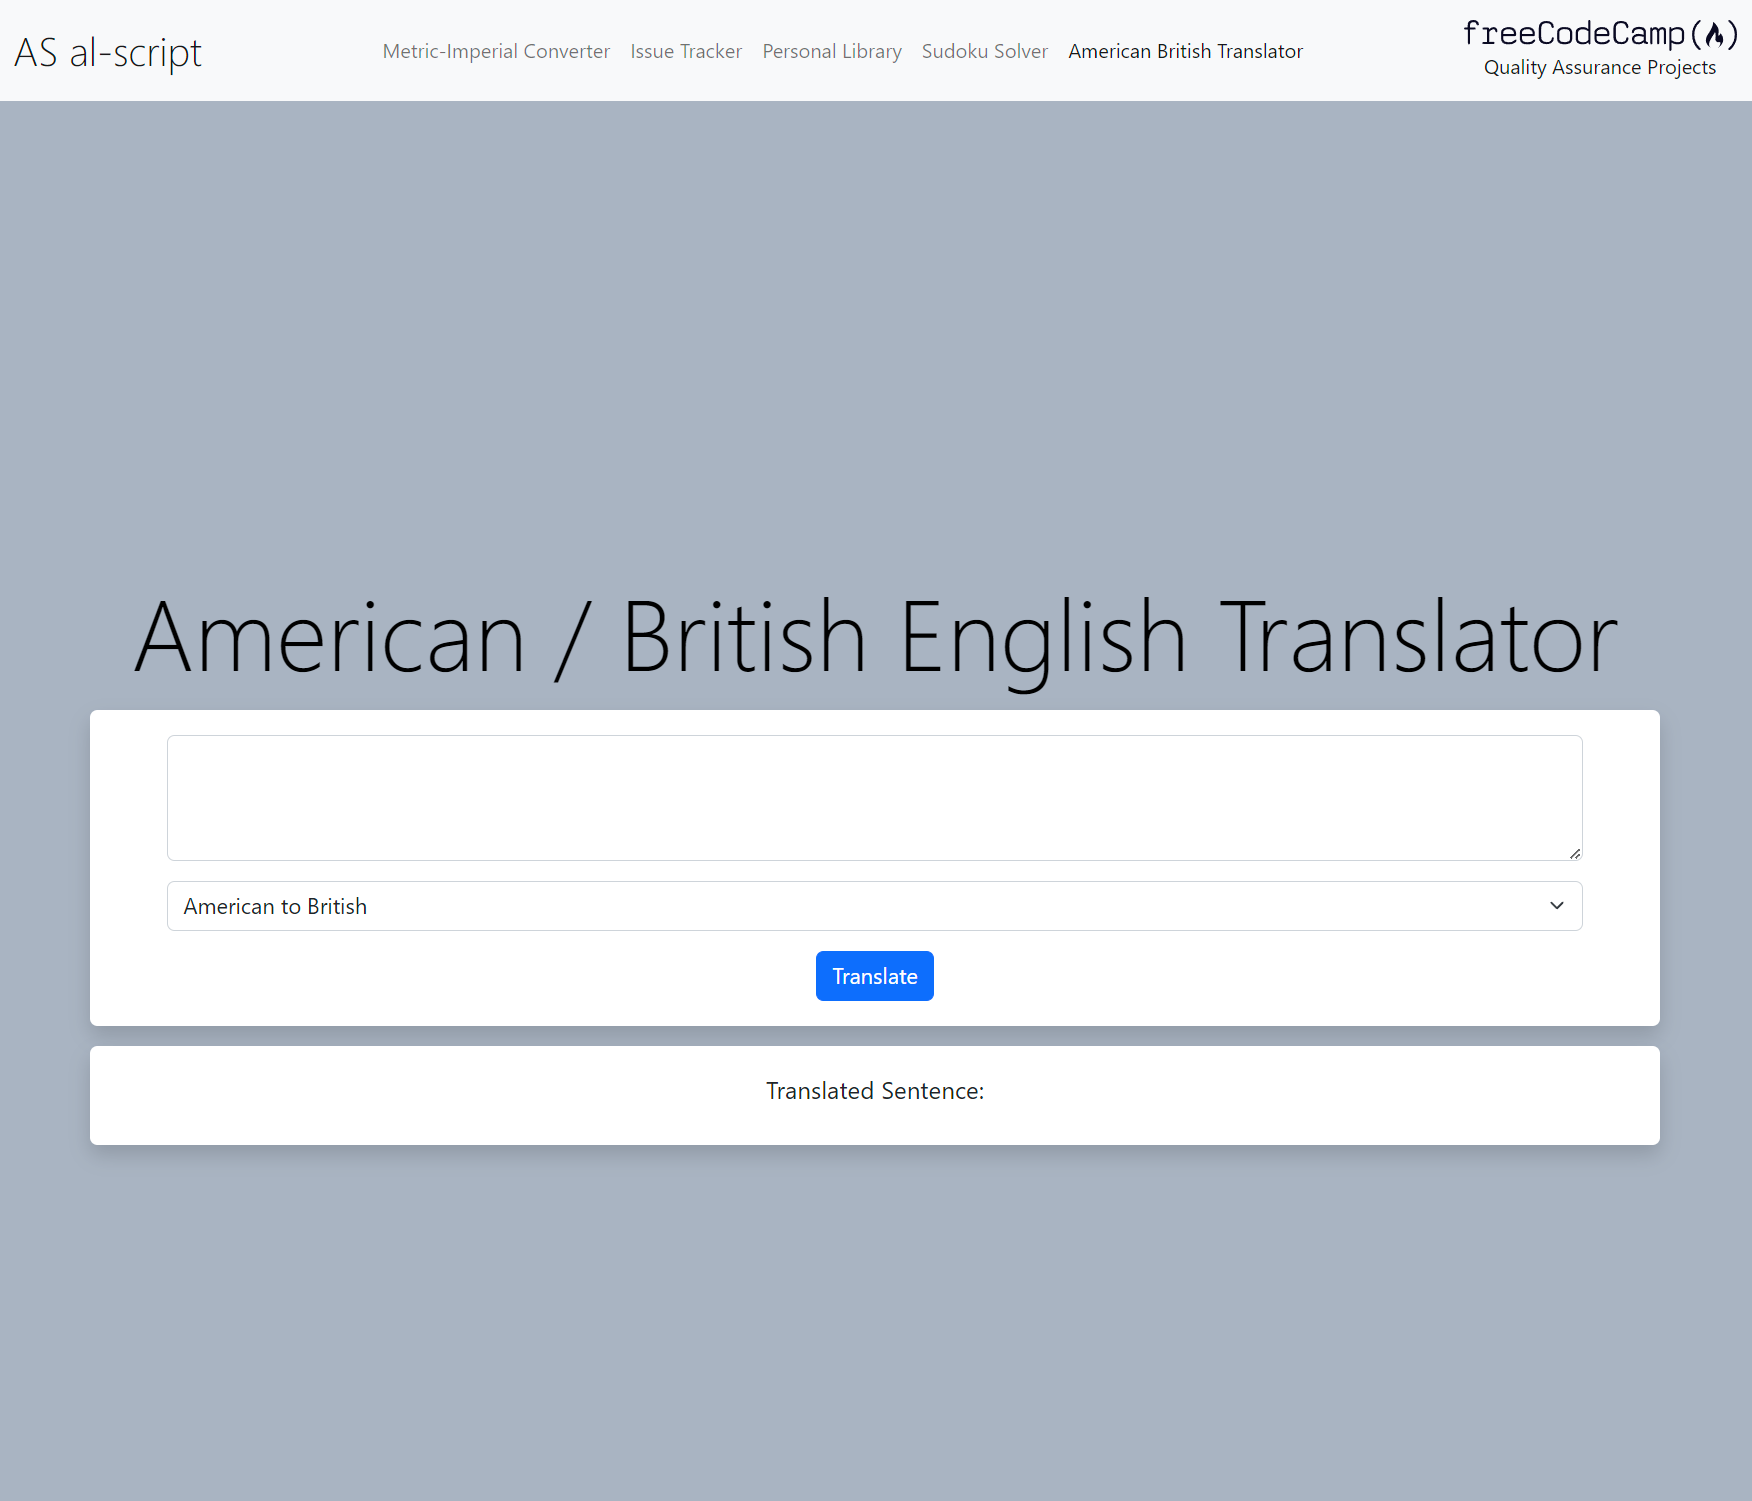 AS al-script
Metric-Imperial Converter Issue Tracker Personal Library Sudoku Solver American British Translator
freeCodeCamp
Quality Assurance Projects
American / British English Translator
American to British
Translate
Translated Sentence: